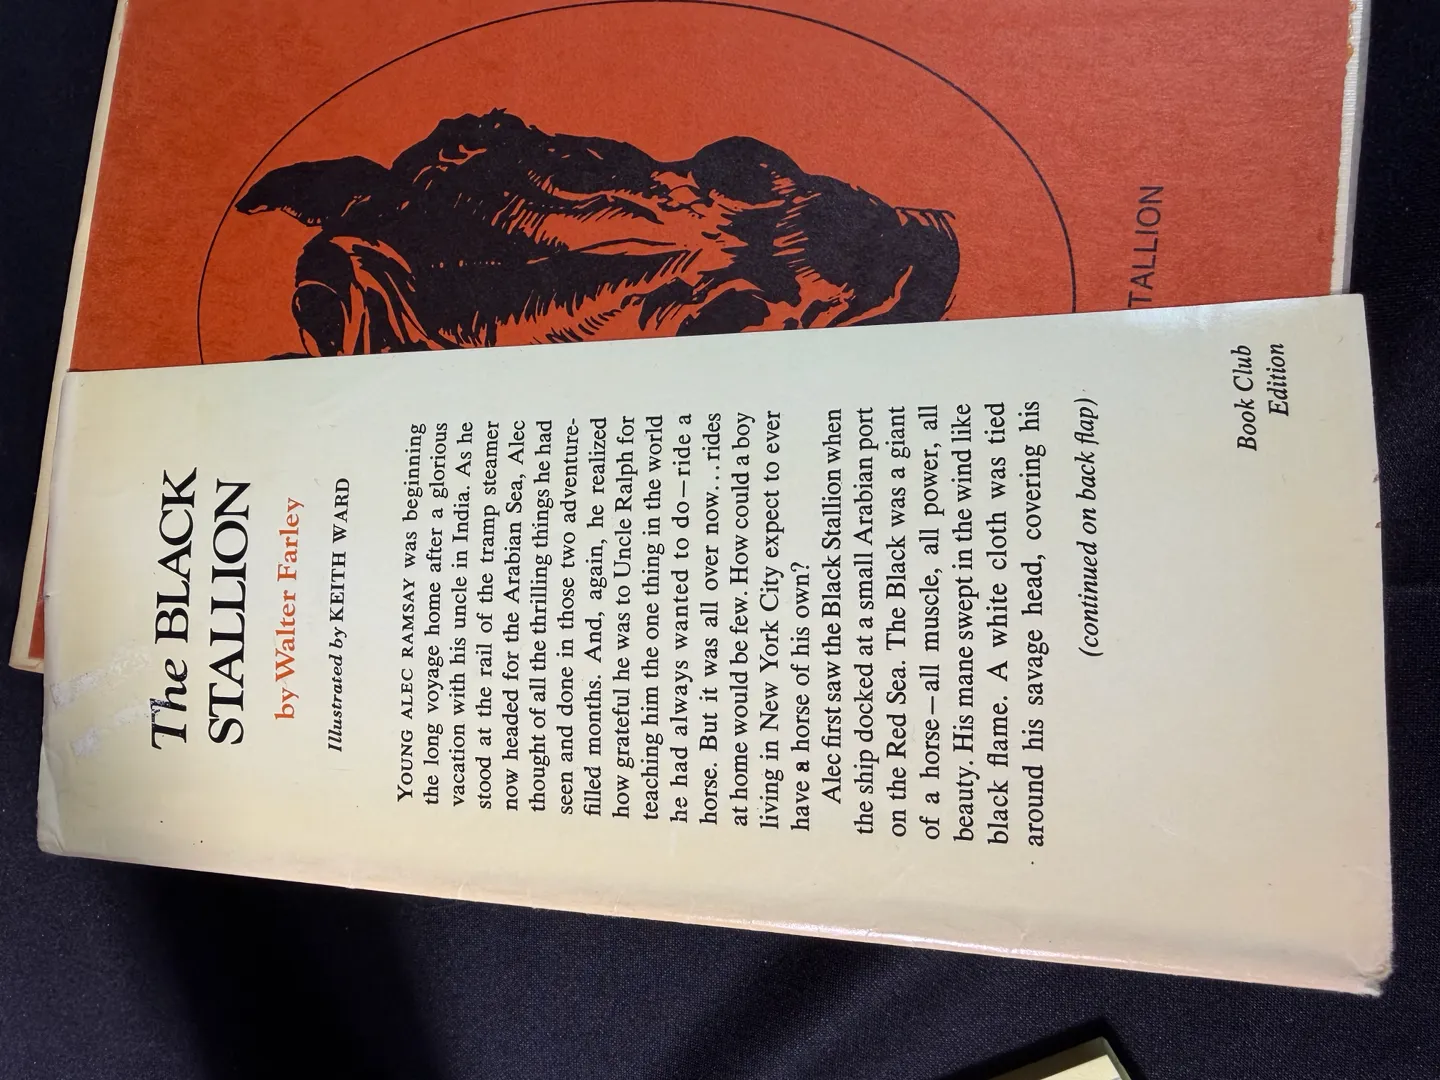 The BLACK
STALLION
by Walter Farley
Illustrated by KEITH WARD
YOUNG ALEC RAMSAY was beginning
the long voyage home after a glorious
vacation with his uncle in India. As he
stood at the rail of the tramp steamer
now headed for the Arabian Sea, Alec
thought of all the thrilling things he had
seen and done in those two adventure-
filled months. And, again, he realized
how grateful he was to Uncle Ralph for
teaching him the one thing in the world
he had always wanted to do—ride a
horse. But it was all over now...rides
at home would be few. How could a boy
living in New York City expect to ever
have a horse of his own?
Alec first saw the Black Stallion when
the ship docked at a small Arabian port
on the Red Sea. The Black was a giant
of a horse—all muscle, all power, all
beauty. His mane swept in the wind like
black flame. A white cloth was tied
around his savage head, covering his
(continued on back flap)
Book Club
Edition
TALLION